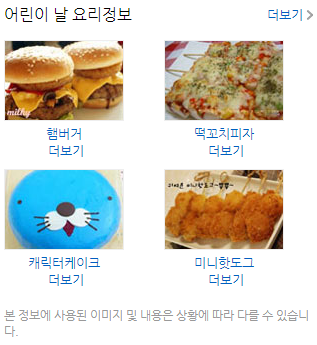 어린이 날 요리정보
더보기
milky
햄버거
더보기
떡꼬치피자
더보기
캐릭터케이크
더보기
미니핫도그
더보기
본 정보에 사용된 이미지 및 내용은 상황에 따라 다를 수 있습니
다.